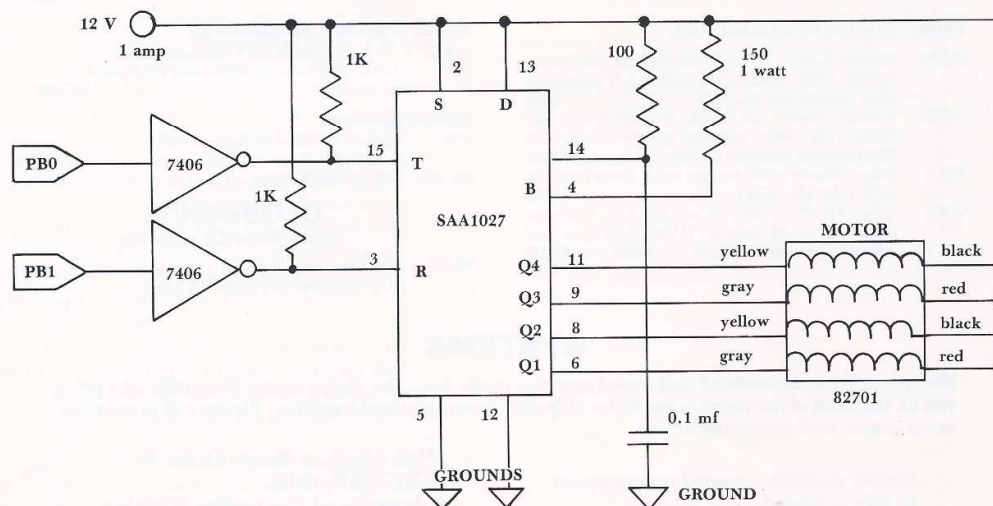 12 V
1 amp
1K
2
13
100
150
1 watt
S
D
PB0
7406
15
T
14
1K
B
4
SAA1027
PB1
7406
3
R
MOTOR
Q4
11
yellow
black
Q3
9
gray
red
Q2
8
yellow
black
Q1
6
gray
red
82701
5
12
0.1 mf
GROUNDS
GROUND